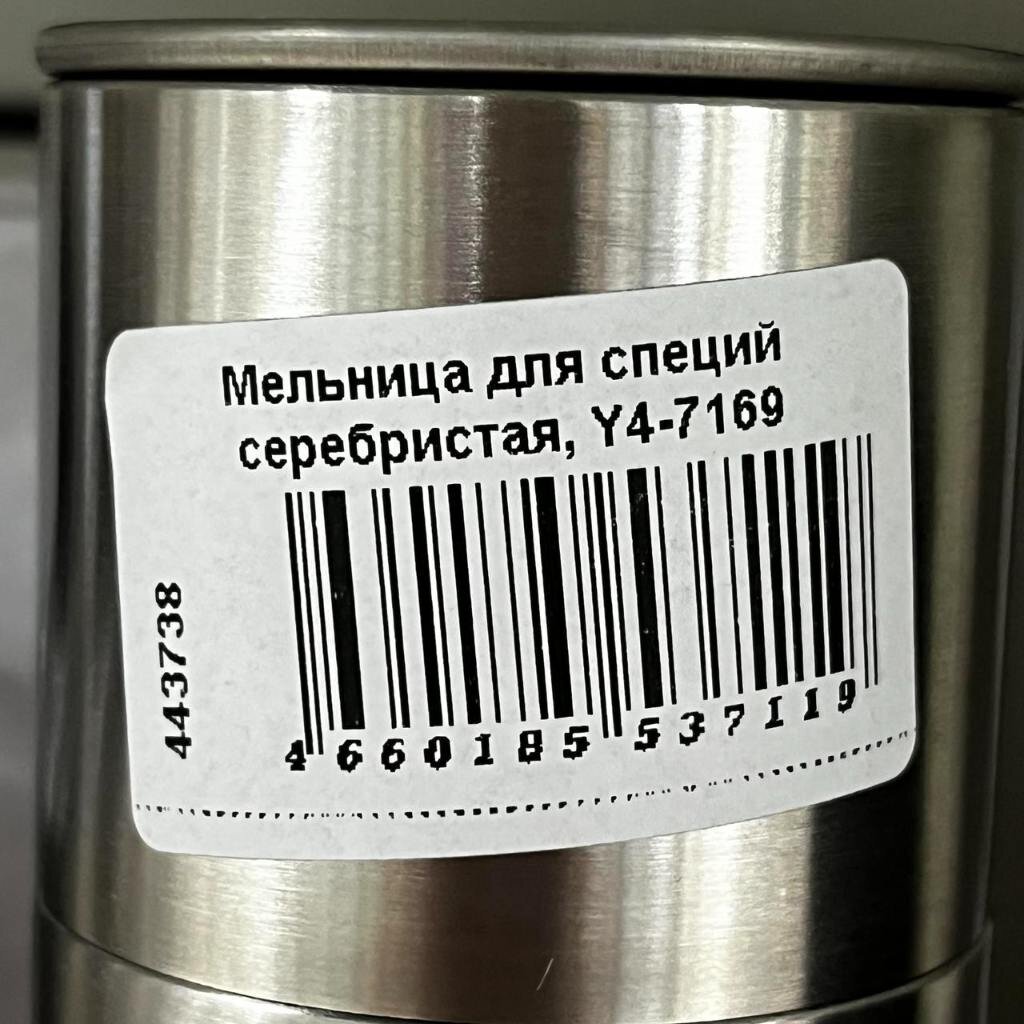 Мельница для специй
серебристая, Y4-7169
443738
4 660185 537119